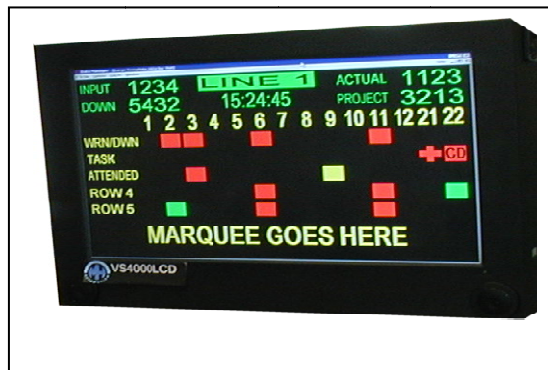 INPUT 1234 LINE 1 ACTUAL 1123
DOWN 5432 15:24:45 PROJECT 3213
1 2 3 4 5 6 7 8 9 10 11 12 21 22
WRN/DWN
TASK CD
ATTENDED
ROW 4
ROW 5
MARQUEE GOES HERE
VS4000LCD